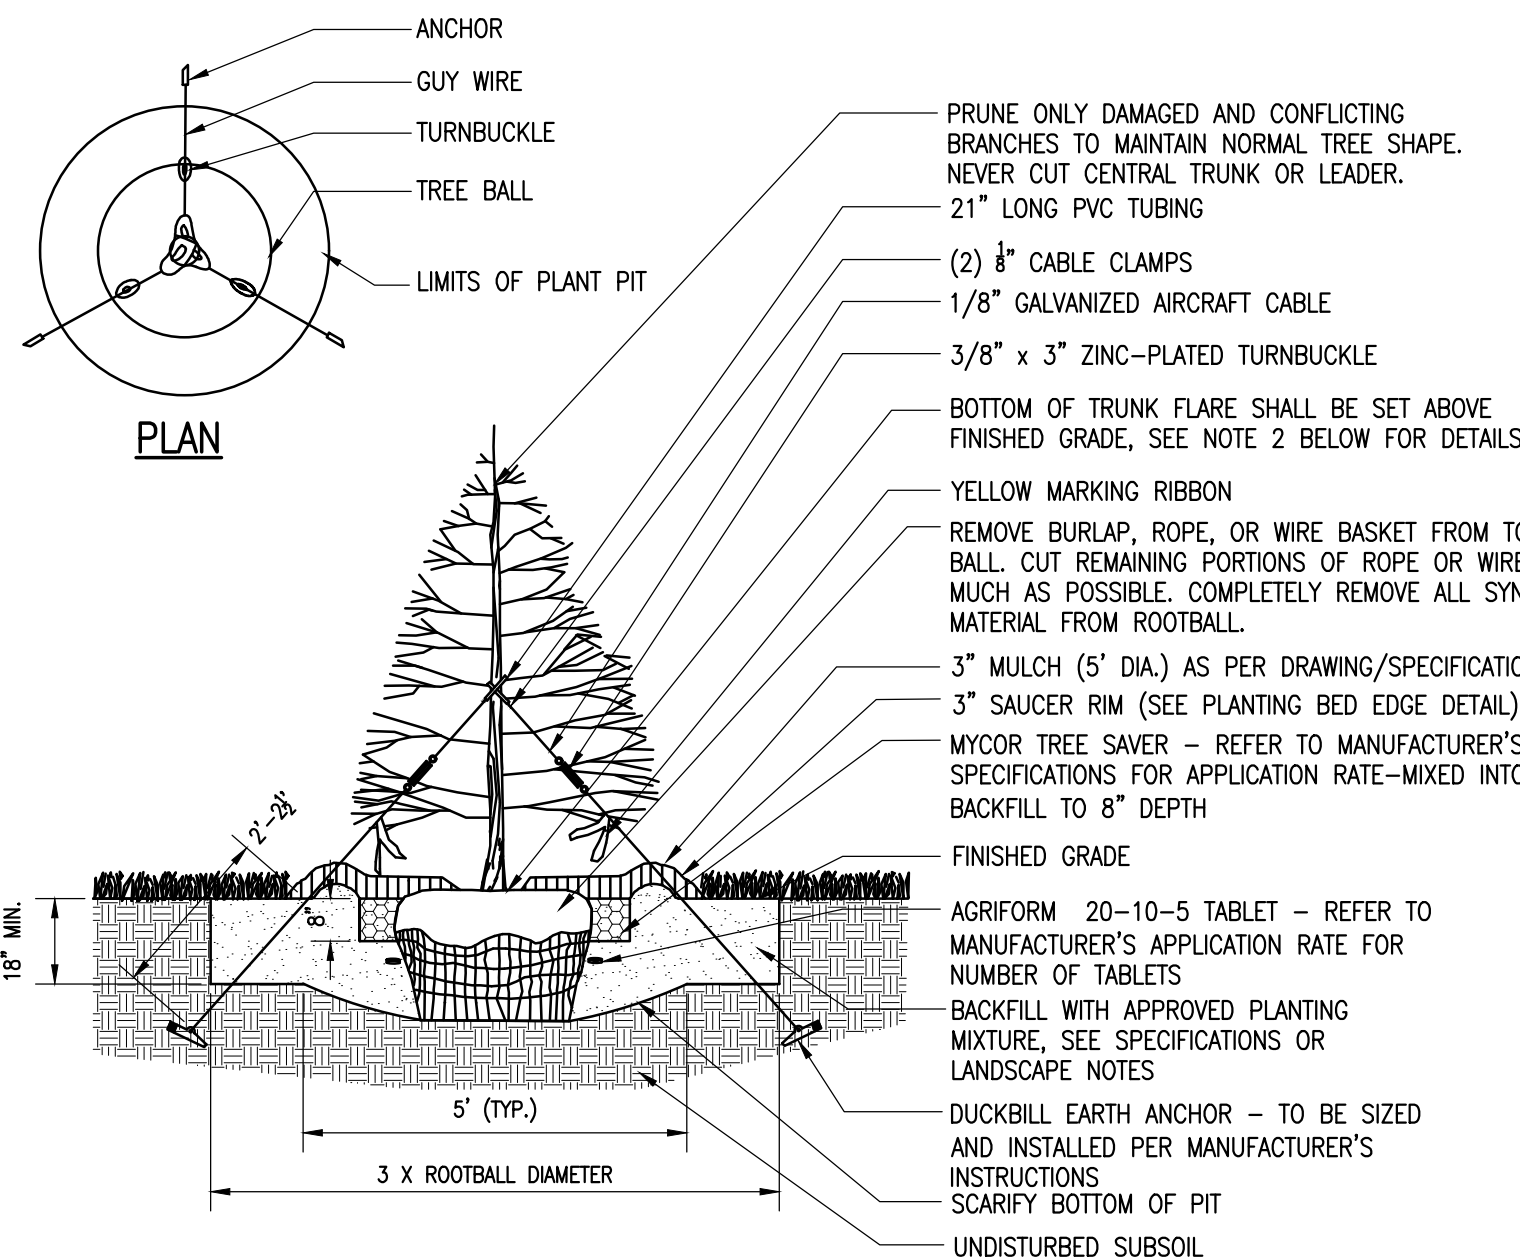 ANCHOR
GUY WIRE
TURNBUCKLE
TREE BALL
LIMITS OF PLANT PIT
PLAN
PRUNE ONLY DAMAGED AND CONFLICTING
BRANCHES TO MAINTAIN NORMAL TREE SHAPE.
NEVER CUT CENTRAL TRUNK OR LEADER.
21" LONG PVC TUBING
(2) 1/8" CABLE CLAMPS
1/8" GALVANIZED AIRCRAFT CABLE
3/8" x 3" ZINC-PLATED TURNBUCKLE
BOTTOM OF TRUNK FLARE SHALL BE SET ABOVE
FINISHED GRADE, SEE NOTE 2 BELOW FOR DETAILS
YELLOW MARKING RIBBON
REMOVE BURLAP, ROPE, OR WIRE BASKET FROM
BALL. CUT REMAINING PORTIONS OF ROPE OR WIRE
MUCH AS POSSIBLE. COMPLETELY REMOVE ALL
MATERIAL FROM ROOTBALL.
3" MULCH (5' DIA.) AS PER
3" SAUCER RIM (SEE PLANTING BED EDGE DETAIL)
MYCOR TREE SAVER - REFER TO MANUFACTURER'S
SPECIFICATIONS FOR APPLICATION RATE-MIXED INTO
BACKFILL TO 8" DEPTH
FINISHED GRADE
AGRIFORM 20-10-5 TABLET - REFER TO
MANUFACTURER'S APPLICATION RATE FOR
NUMBER OF TABLETS
BACKFILL WITH APPROVED PLANTING
MIXTURE, SEE SPECIFICATIONS OR
LANDSCAPE NOTES
DUCKBILL EARTH ANCHOR - TO BE SIZED
AND INSTALLED PER MANUFACTURER'S
INSTRUCTIONS
SCARIFY BOTTOM OF PIT
UNDISTURBED SUBSOIL
2'-2½'
18" MIN.
8"
5' (TYP.)
3 X ROOTBALL DIAMETER